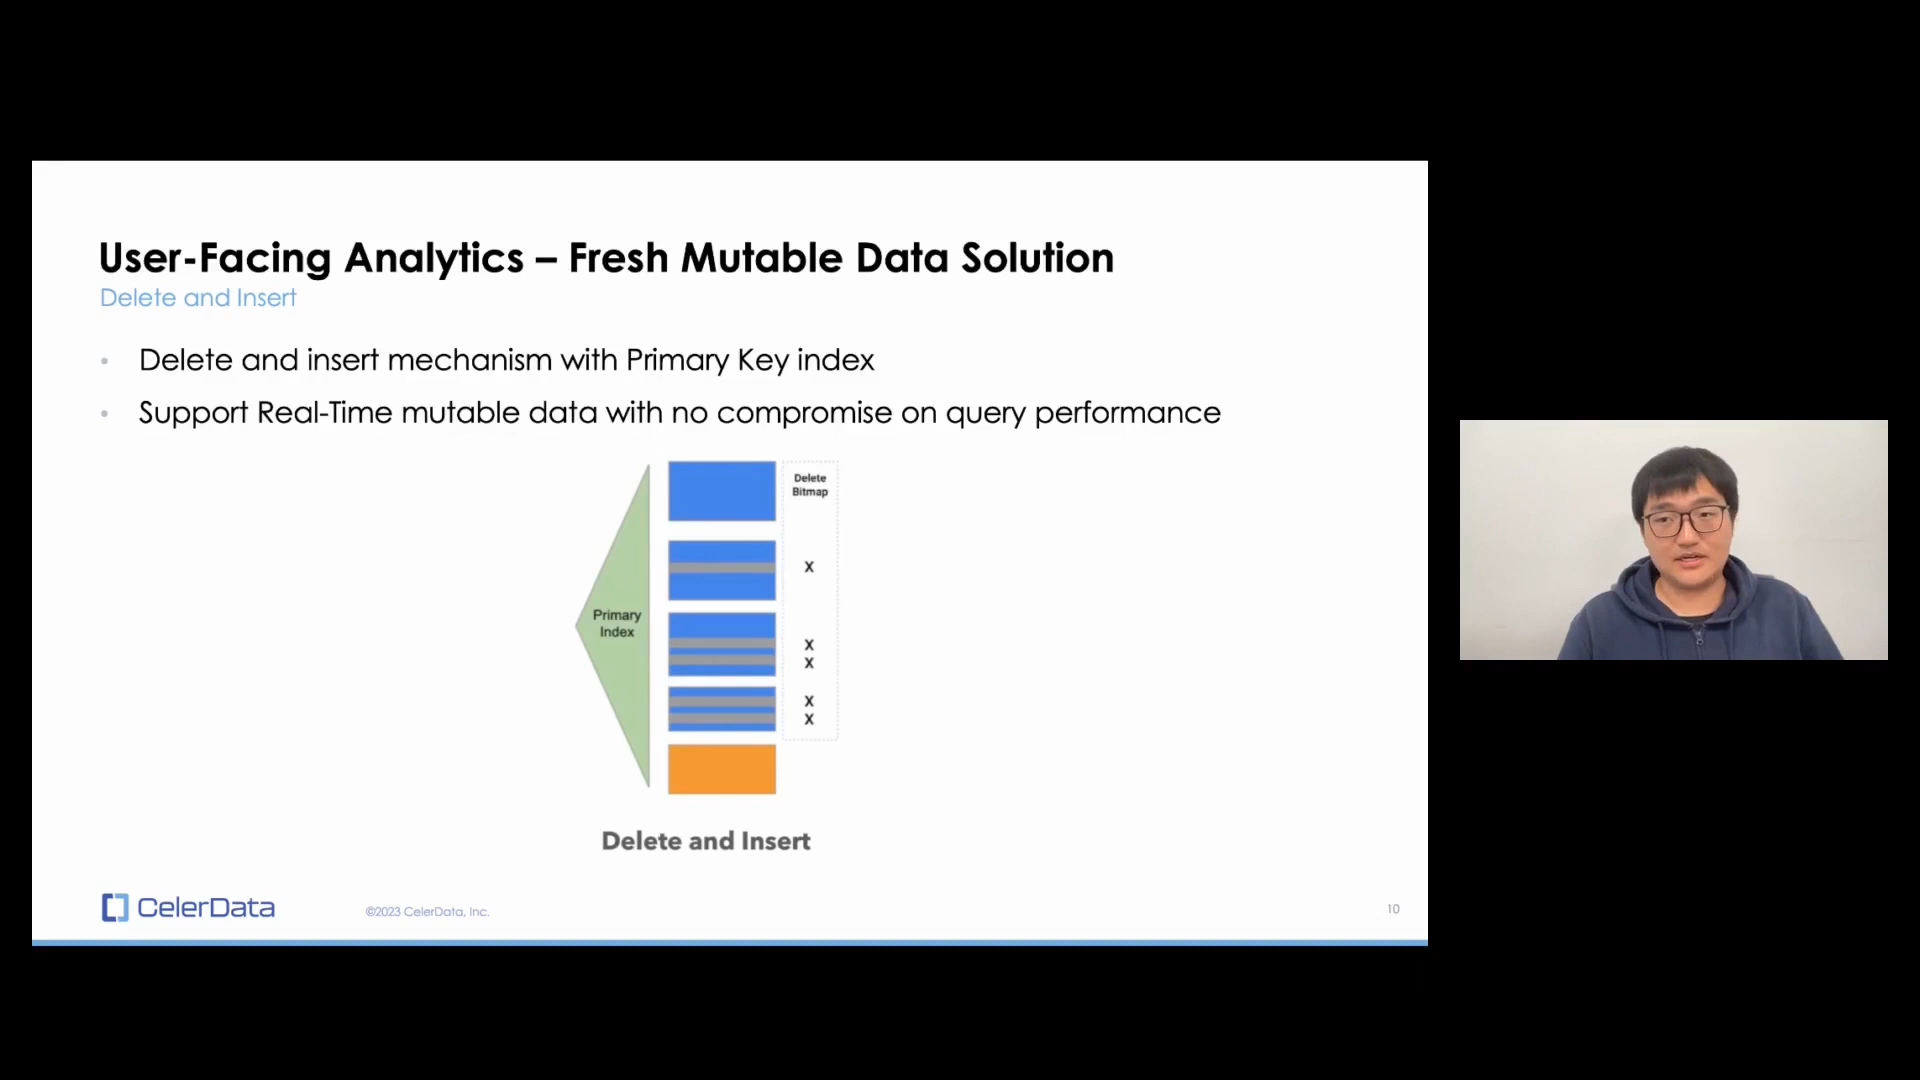 User-Facing Analytics – Fresh Mutable Data Solution
Delete and Insert
• Delete and insert mechanism with Primary Key index
• Support Real-Time mutable data with no compromise on query performance
Delete
Bitmap
X
Primary
Index
X
X
X
X
Delete and Insert
CelerData
©2023 CelerData, Inc.
10